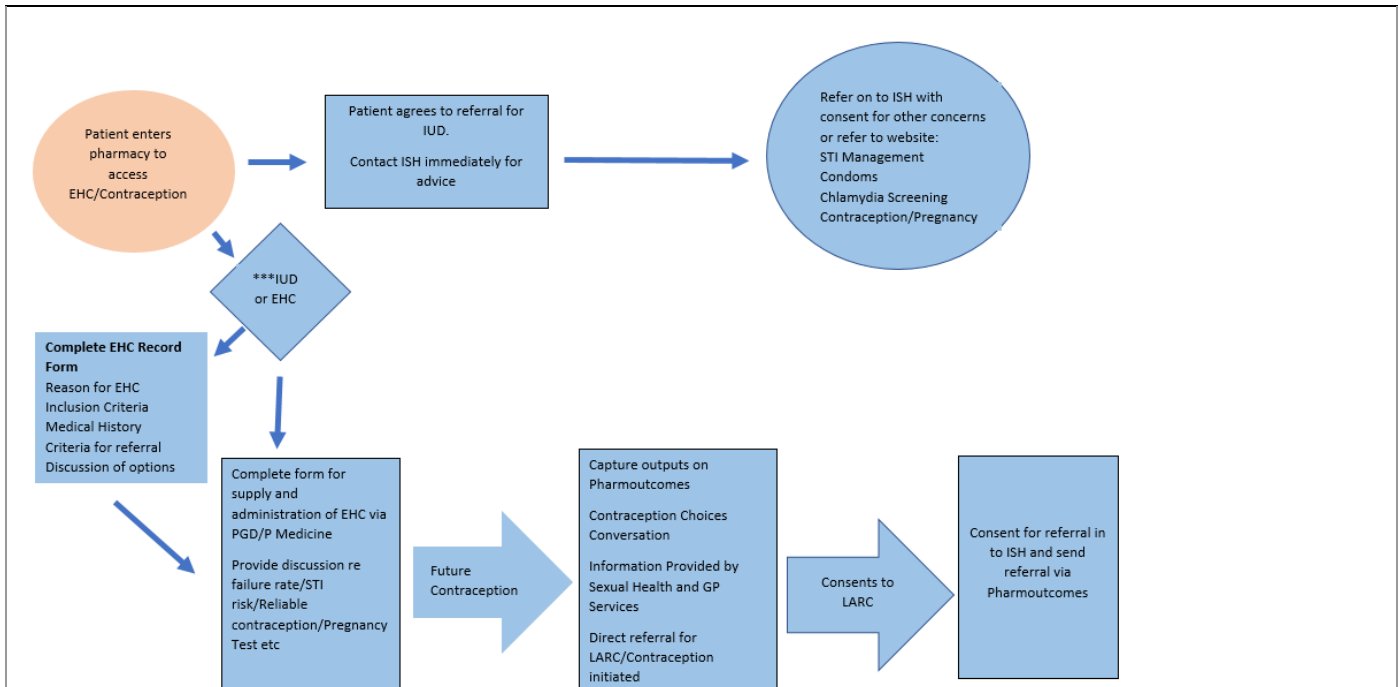 Patient enters
pharmacy to
access
EHC/Contraception
Patient agrees to referral for
IUD.
Contact ISH immediately for
advice
Refer on to ISH with
consent for other concerns
or refer to website:
STI Management
Condoms
Chlamydia Screening
Contraception/Pregnancy
***IUD
or EHC
Complete EHC Record
Form
Reason for EHC
Inclusion Criteria
Medical History
Criteria for referral
Discussion of options
Complete form for
supply and
administration of EHC via
PGD/P Medicine
Provide discussion re
failure rate/STI
risk/Reliable
contraception/Pregnancy
Test etc
Future
Contraception
Capture outputs on
Pharmoutcomes
Contraception Choices
Conversation
Information Provided by
Sexual Health and GP
Services
Direct referral for
LARC/Contraception
initiated
Consents to
LARC
Consent for referral in
to ISH and send
referral via
Pharmoutcomes